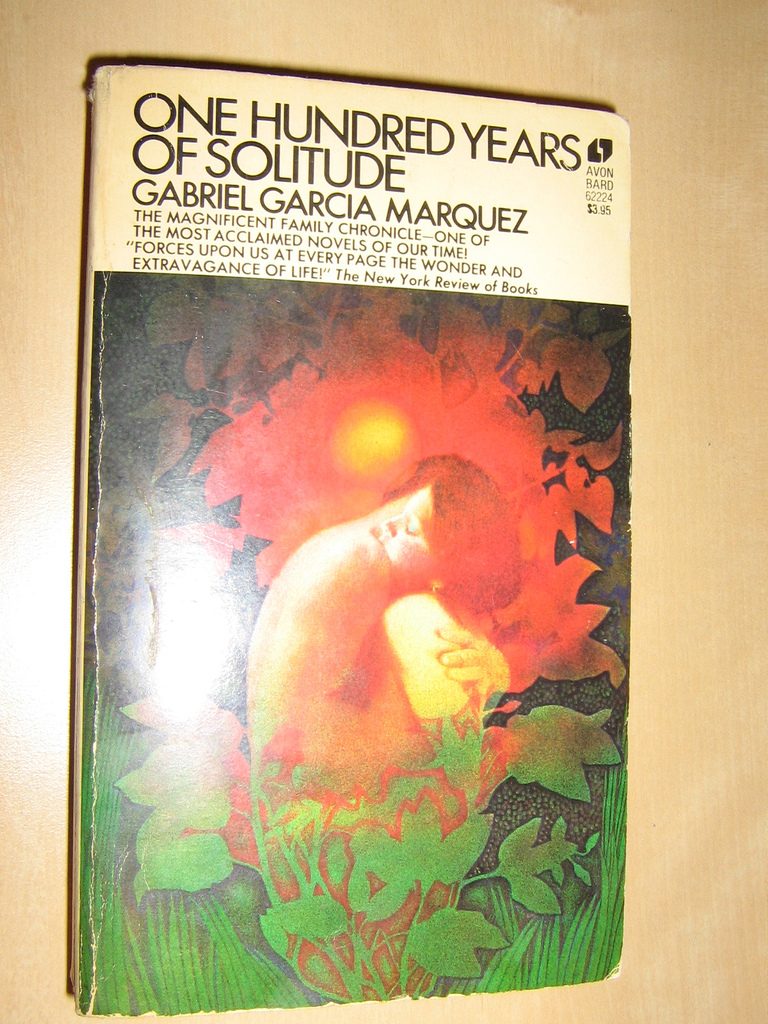 ONE HUNDRED YEARS
OF SOLITUDE
GABRIEL GARCIA MARQUEZ
THE MAGNIFICENT FAMILY CHRONICLE—ONE OF
THE MOST ACCLAIMED NOVELS OF OUR TIME!
"FORCES UPON US AT EVERY PAGE THE WONDER AND
EXTRAVAGANCE OF LIFE!" The New York Review of Books
AVON
BARD
62224
$3.95